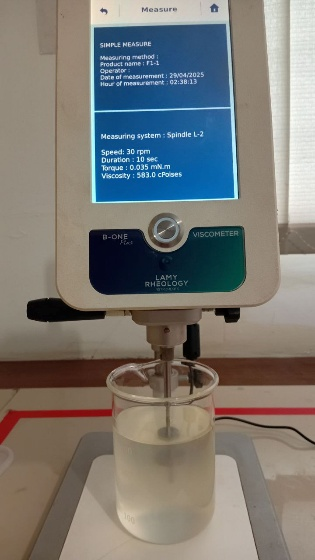 Measure
SIMPLE MEASURE
Measuring method :
Product name : F1-1
Operator :
Date of measurement : 29/04/2025
Hour of measurement : 02:38:13
Measuring system : Spindle L-2
Speed: 30 rpm
Duration : 10 sec
Torque : 0.035 mN.m
Viscosity : 583.0 cPoises
B-ONE Plus
VISCOMETER
LAMY
RHEOLOGY